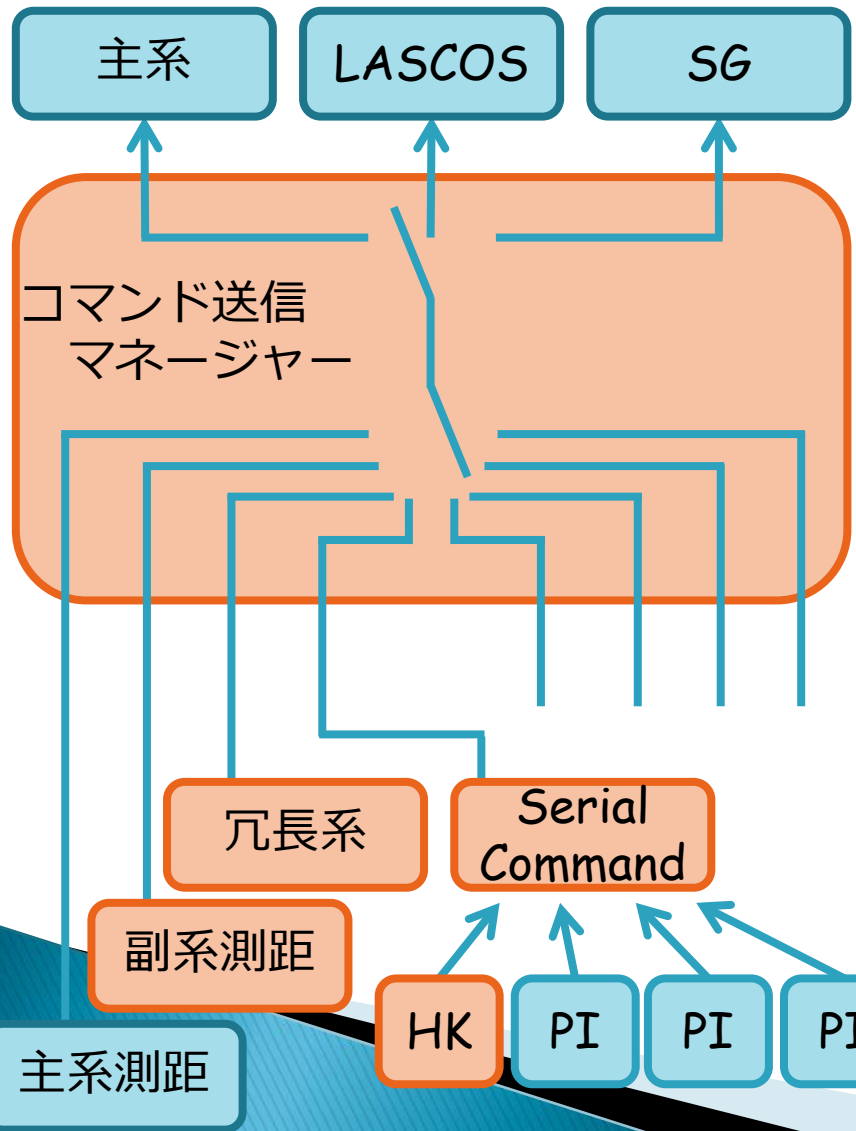 主系
LASCOS
SG
コマンド送信
マネージャー
冗長系
Serial
Command
副系測距
HK
PI
PI
PI
主系測距